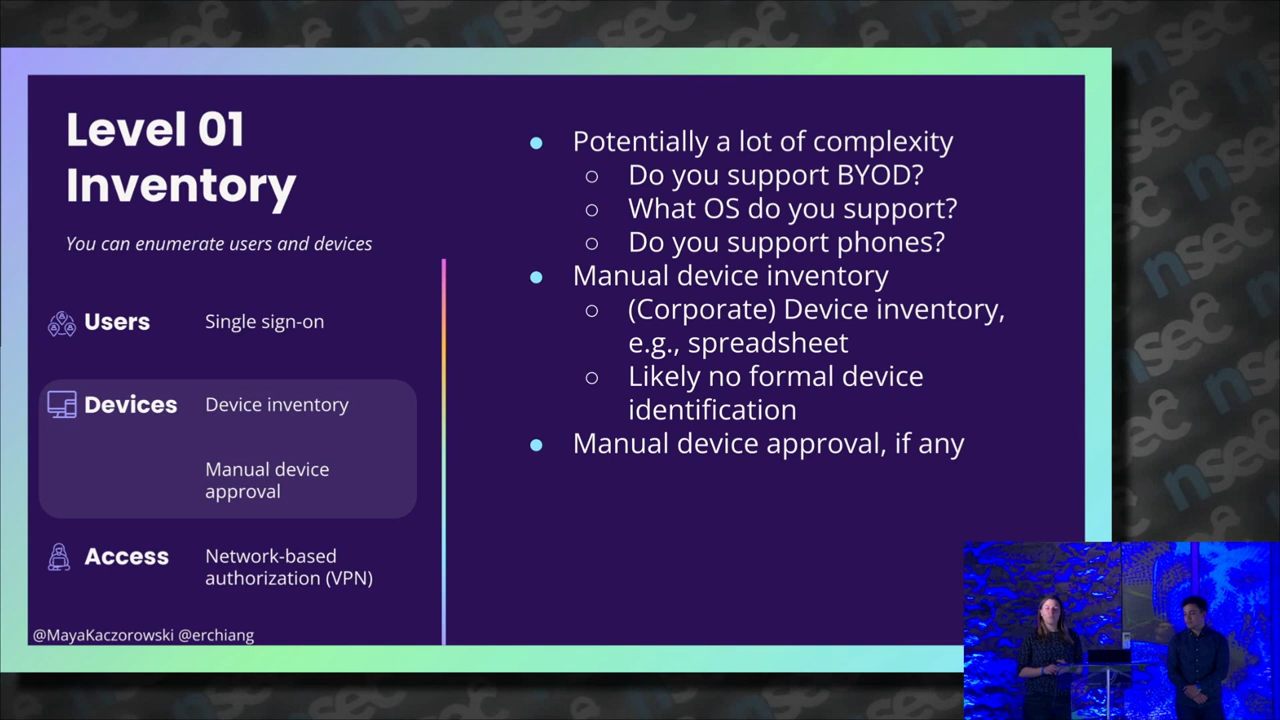 Level 01
Inventory
You can enumerate users and devices
Users
Single sign-on
Devices
Device inventory
Manual device
approval
Access
Network-based
authorization (VPN)
@MayaKaczorowski @erchiang
Potentially a lot of complexity
Do you support BYOD?
What OS do you support?
Do you support phones?
Manual device inventory
(Corporate) Device inventory,
e.g., spreadsheet
Likely no formal device
identification
Manual device approval, if any
nsec